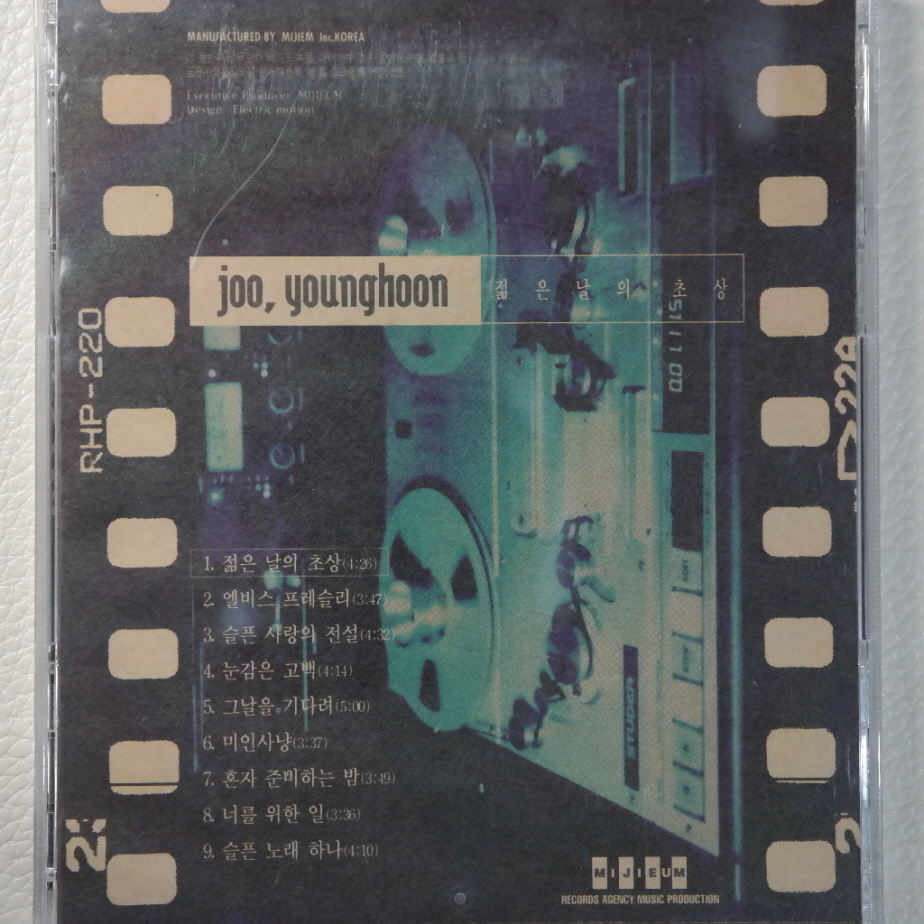 MANUFACTURED BY MIJIEM Inc.KOREA
Executive Producer MIJIEUM
Design Electric motion
joo, younghoon
젊은 날의 초상
RHP-220
1. 젊은 날의 초상(4:26)
2. 엘비스 프레슬리(3:47)
3. 슬픈 사랑의 전설(4:32)
4. 눈감은 고백(4:14)
5. 그날을 기다려(5:00)
6. 미인사냥(3:37)
7. 혼자 준비하는 밤(3:49)
8. 너를 위한 일(3:36)
9. 슬픈 노래 하나(4:10)
STUDER
MIJIEUM
RECORDS AGENCY MUSIC PRODUCTION